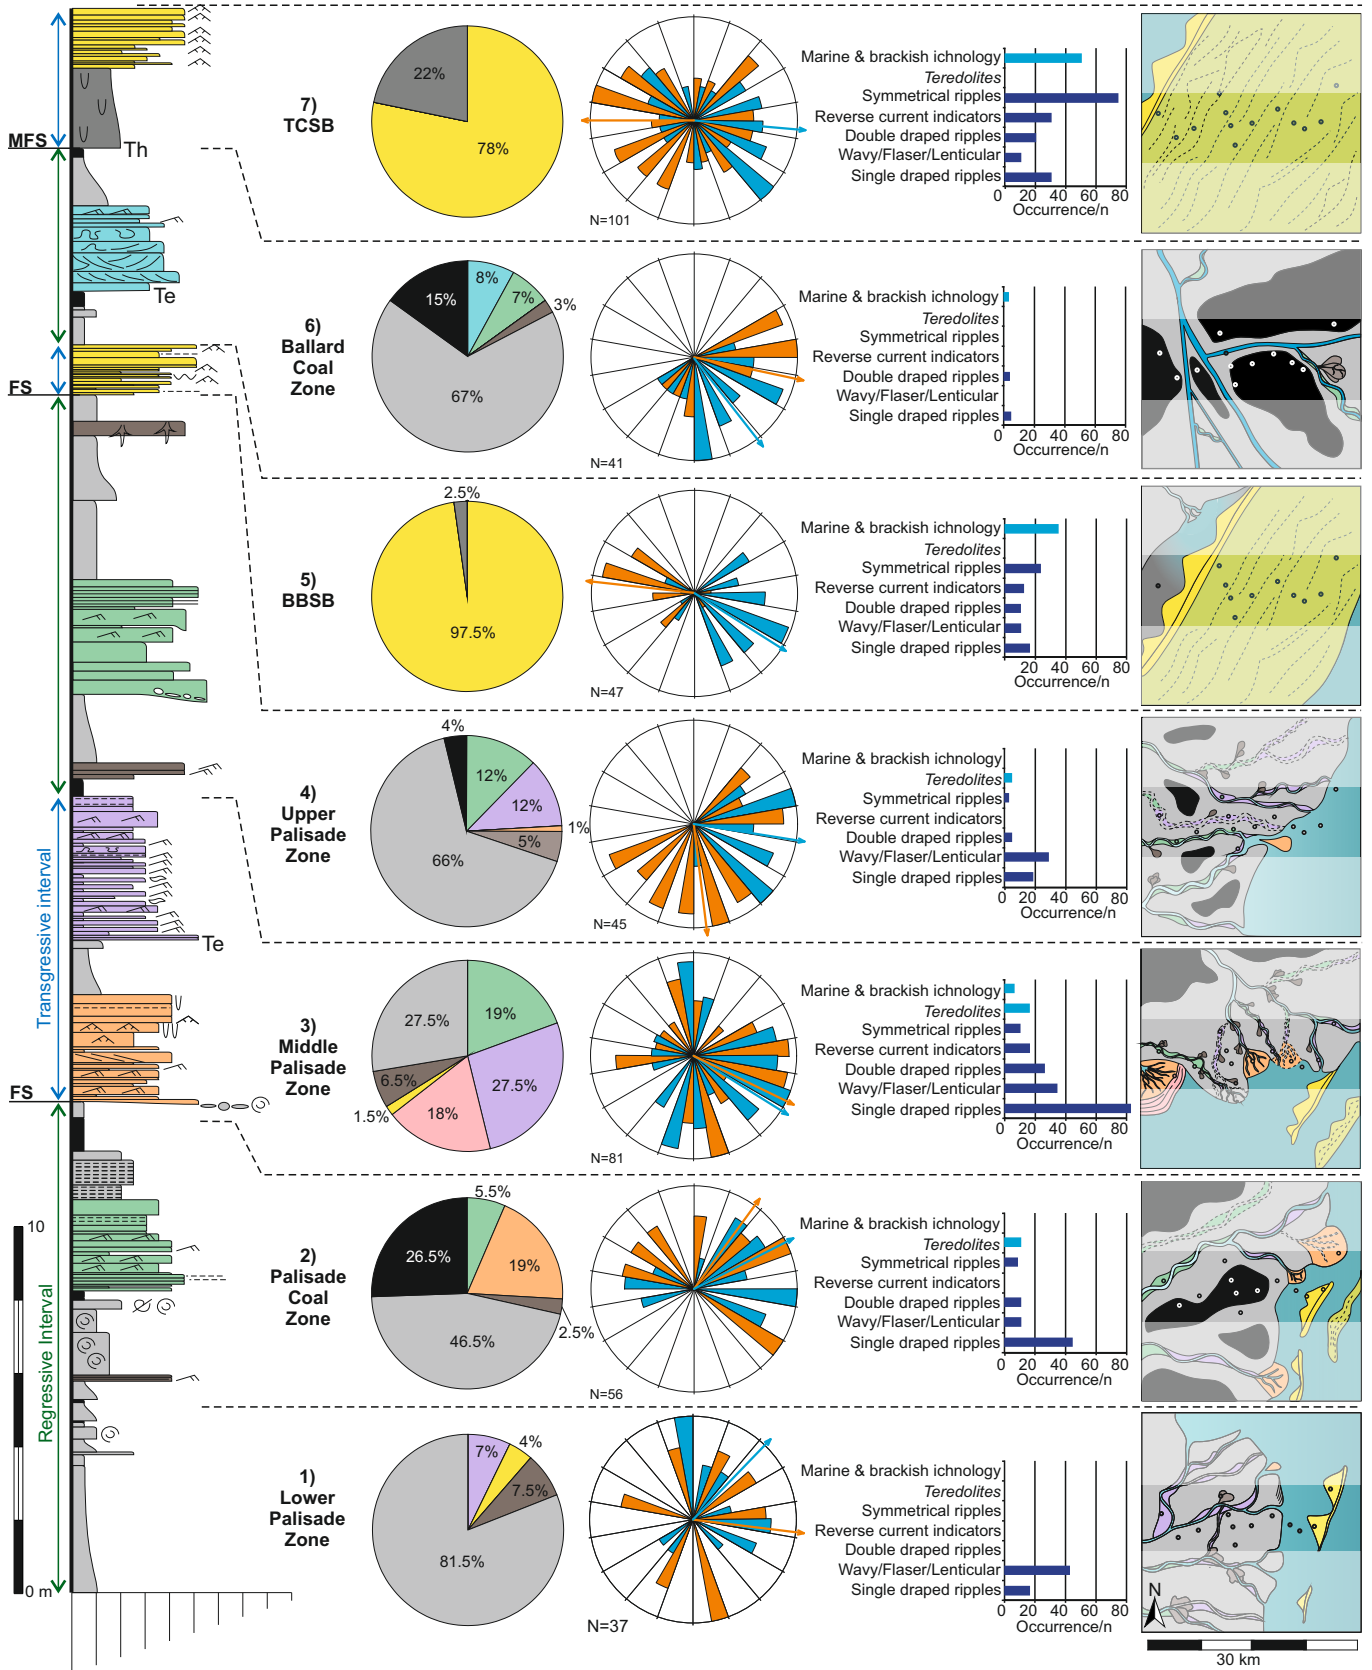 MFS
Th
Te
FS
Transgressive interval
Te
FS
Regressive Interval
10
0 m
7)
TCSB
22%
78%
N=101
Marine & brackish ichnology
Teredolites
Symmetrical ripples
Reverse current indicators
Double draped ripples
Wavy/Flaser/Lenticular
Single draped ripples
0 20 40 60 80
Occurrence/n
6)
Ballard
Coal
Zone
15%
8%
7%
3%
67%
N=41
Marine & brackish ichnology
Teredolites
Symmetrical ripples
Reverse current indicators
Double draped ripples
Wavy/Flaser/Lenticular
Single draped ripples
0 20 40 60 80
Occurrence/n
5)
BBSB
2.5%
97.5%
N=47
Marine & brackish ichnology
Teredolites
Symmetrical ripples
Reverse current indicators
Double draped ripples
Wavy/Flaser/Lenticular
Single draped ripples
0 20 40 60 80
Occurrence/n
4)
Upper
Palisade
Zone
4%
12%
12%
1%
5%
66%
N=45
Marine & brackish ichnology
Teredolites
Symmetrical ripples
Reverse current indicators
Double draped ripples
Wavy/Flaser/Lenticular
Single draped ripples
0 20 40 60 80
Occurrence/n
3)
Middle
Palisade
Zone
27.5%
19%
6.5%
27.5%
1.5%
18%
N=81
Marine & brackish ichnology
Teredolites
Symmetrical ripples
Reverse current indicators
Double draped ripples
Wavy/Flaser/Lenticular
Single draped ripples
0 20 40 60 80
Occurrence/n
2)
Palisade
Coal
Zone
5.5%
26.5%
19%
2.5%
46.5%
N=56
Marine & brackish ichnology
Teredolites
Symmetrical ripples
Reverse current indicators
Double draped ripples
Wavy/Flaser/Lenticular
Single draped ripples
0 20 40 60 80
Occurrence/n
1)
Lower
Palisade
Zone
7%
4%
7.5%
81.5%
N=37
Marine & brackish ichnology
Teredolites
Symmetrical ripples
Reverse current indicators
Double draped ripples
Wavy/Flaser/Lenticular
Single draped ripples
0 20 40 60 80
Occurrence/n
N
30 km